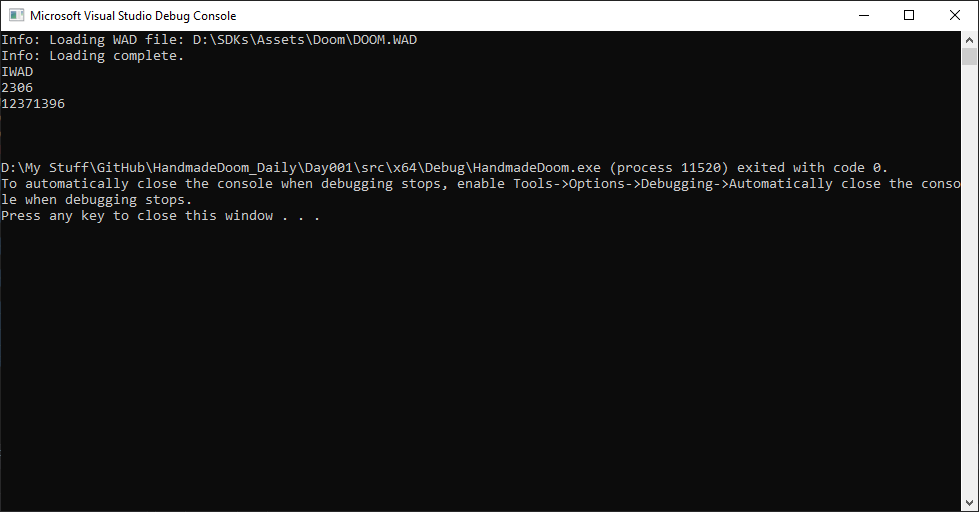 Microsoft Visual Studio Debug Console
Info: Loading WAD file: D:\SDKs\Assets\Doom\DOOM.WAD
Info: Loading complete.
IWAD
2306
12371396
D:\My Stuff\GitHub\HandmadeDoom_Daily\Day001\src\x64\Debug\HandmadeDoom.exe (process 11520) exited with code 0.
To automatically close the console when debugging stops, enable Tools->Options->Debugging->Automatically close the conso
le when debugging stops.
Press any key to close this window . . .